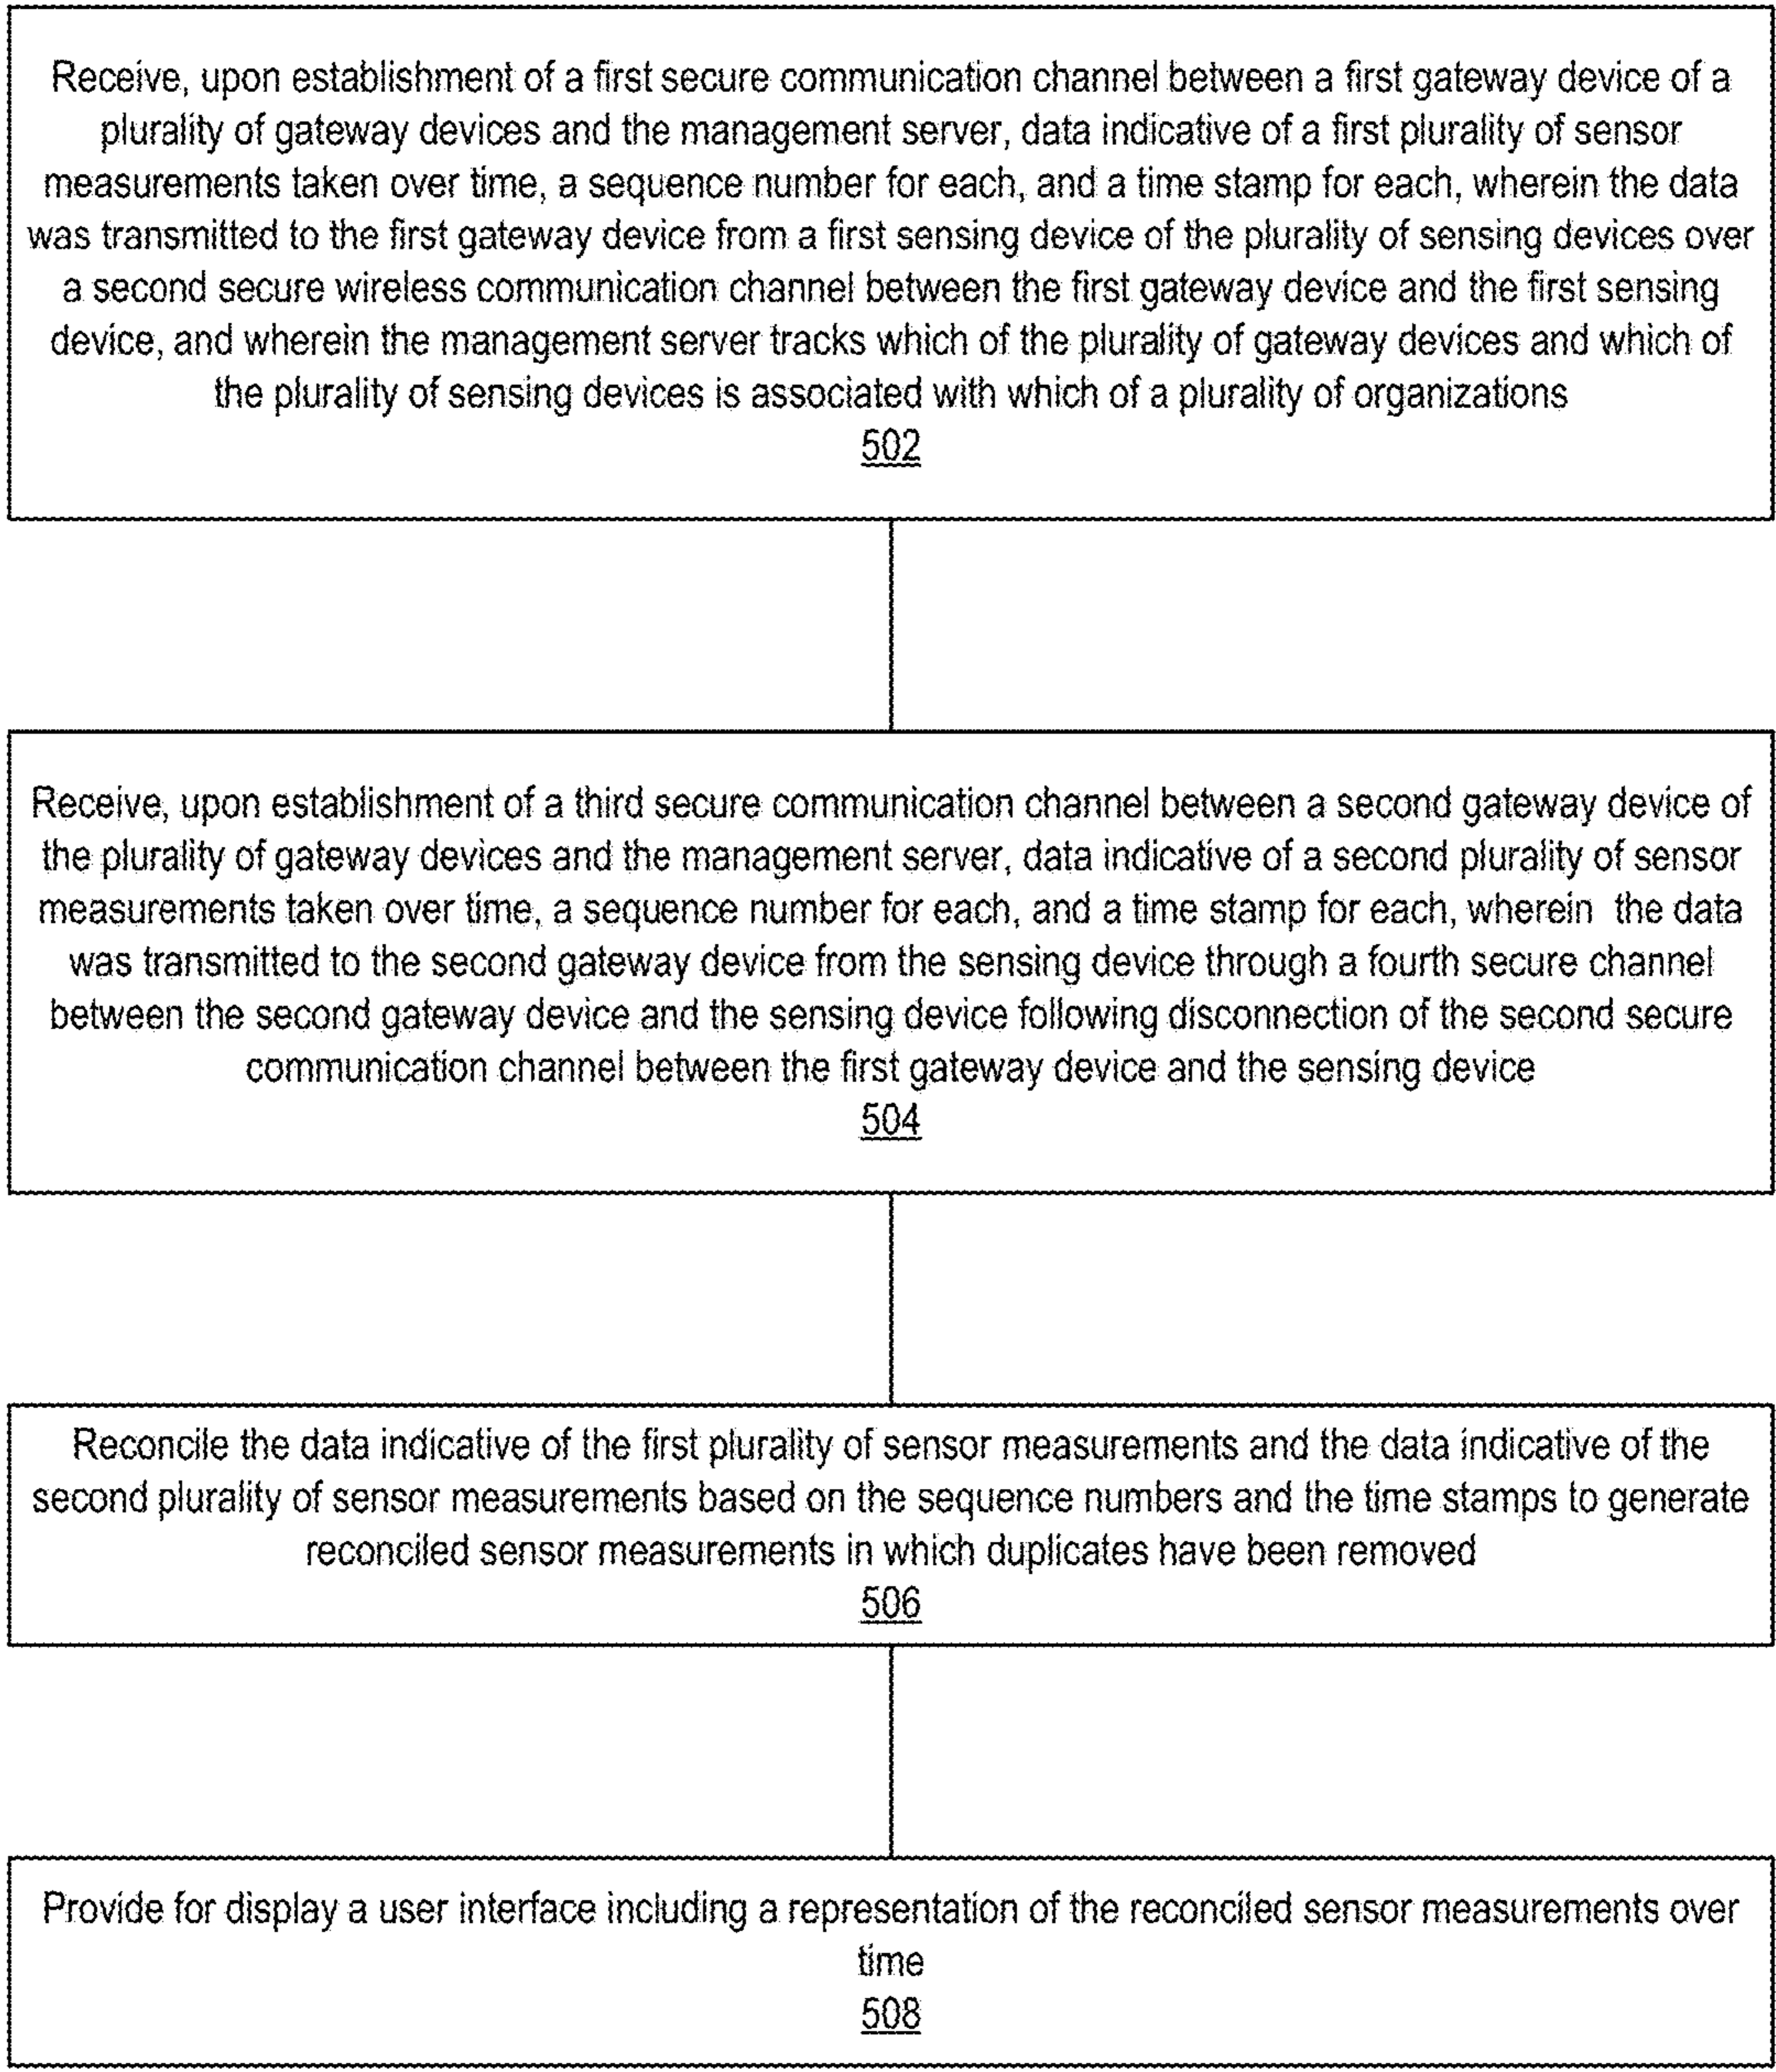 Receive, upon establishment of a first secure communication channel between a first gateway device of a
plurality of gateway devices and the management server, data indicative of a first plurality of sensor
measurements taken over time, a sequence number for each, and a time stamp for each, wherein the data
was transmitted to the first gateway device from a first sensing device of the plurality of sensing devices over
a second secure wireless communication channel between the first gateway device and the first sensing
device, and wherein the management server tracks which of the plurality of gateway devices and which of
the plurality of sensing devices is associated with which of a plurality of organizations
502
Receive, upon establishment of a third secure communication channel between a second gateway device of
the plurality of gateway devices and the management server, data indicative of a second plurality of sensor
measurements taken over time, a sequence number for each, and a time stamp for each, wherein the data
was transmitted to the second gateway device from the sensing device through a fourth secure channel
between the second gateway device and the sensing device following disconnection of the second secure
communication channel between the first gateway device and the sensing device
504
Reconcile the data indicative of the first plurality of sensor measurements and the data indicative of the
second plurality of sensor measurements based on the sequence numbers and the time stamps to generate
reconciled sensor measurements in which duplicates have been removed
506
Provide for display a user interface including a representation of the reconciled sensor measurements over
time
508